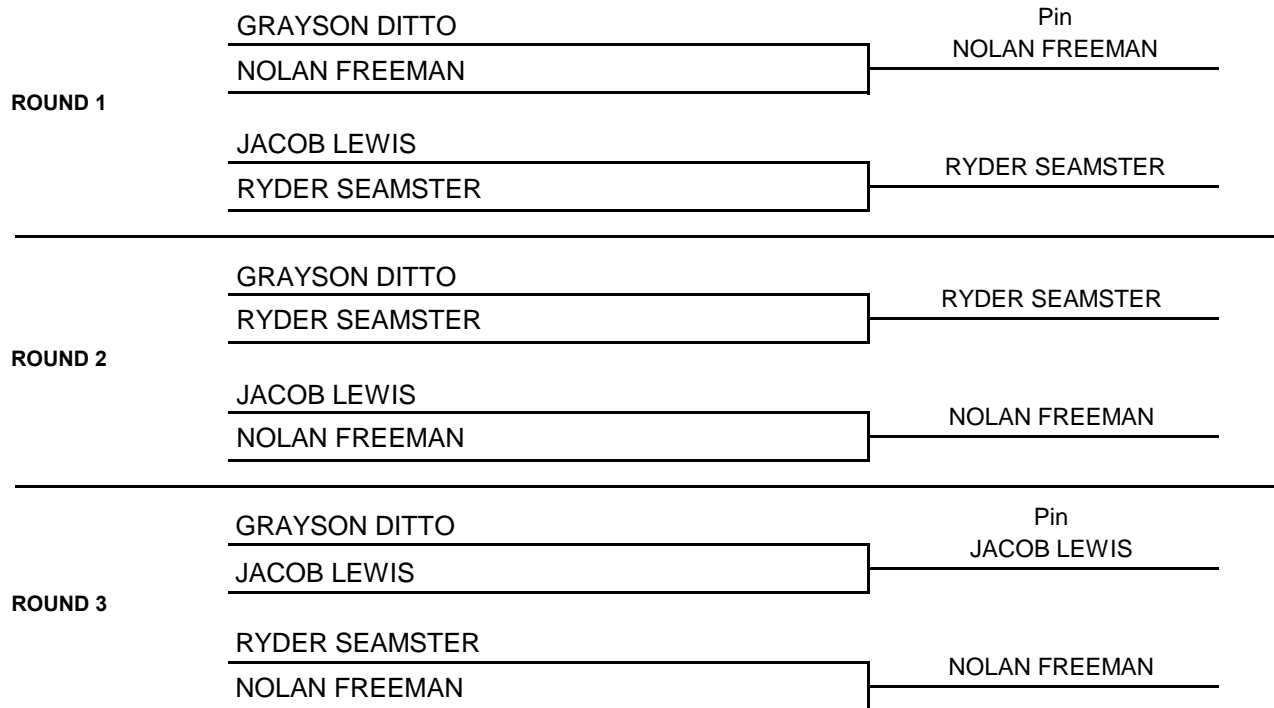 GRAYSON DITTO
Pin
NOLAN FREEMAN
NOLAN FREEMAN
ROUND 1
JACOB LEWIS
RYDER SEAMSTER
RYDER SEAMSTER
GRAYSON DITTO
RYDER SEAMSTER
RYDER SEAMSTER
ROUND 2
JACOB LEWIS
NOLAN FREEMAN
NOLAN FREEMAN
GRAYSON DITTO
Pin
JACOB LEWIS
JACOB LEWIS
ROUND 3
RYDER SEAMSTER
NOLAN FREEMAN
NOLAN FREEMAN